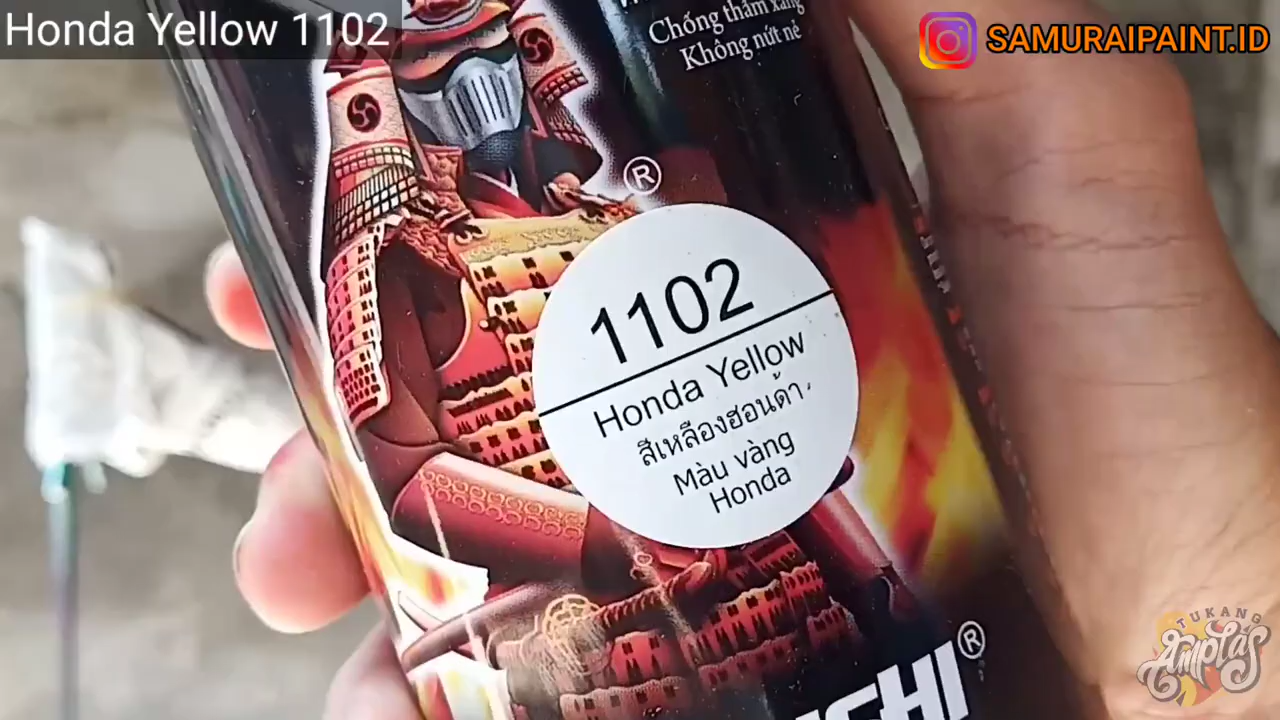 Honda Yellow 1102
SAMURAIPAINT.ID
Chống thấm xăng
Không nứt nẻ
®
1102
Honda Yellow
สีเหลืองฮอนด้า
Màu vàng
Honda
®
TUKANG
Amplas